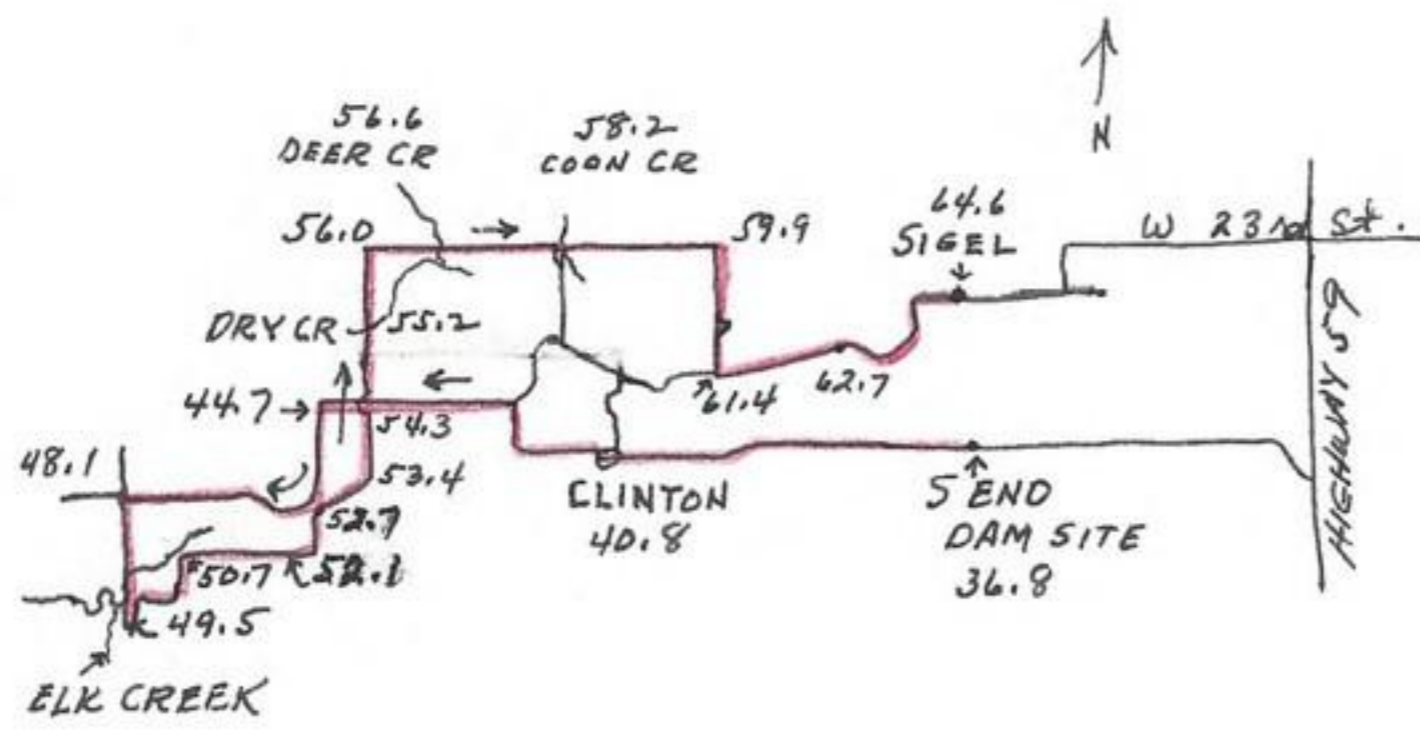 N
56.6
DEER CR
58.2
COON CR
56.0
59.9
64.6
SIGEL
W 23rd St.
HIGHWAY 59
DRY CR
55.2
44.7
54.3
61.4
62.7
48.1
53.4
52.7
CLINTON
40.8
S END
DAM SITE
36.8
50.7
52.1
49.5
ELK CREEK